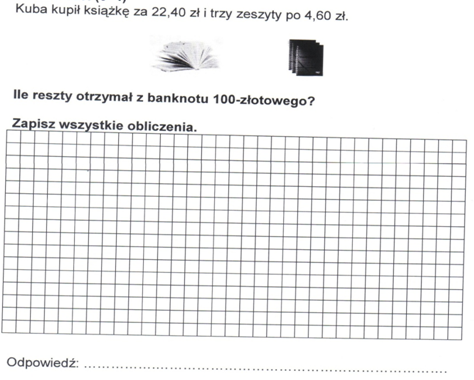 Kuba kupił książkę za 22,40 zł i trzy zeszyty po 4,60 zł.
Ile reszty otrzymał z banknotu 100-złotowego?
Zapisz wszystkie obliczenia.
Odpowiedź: ..............................................................................